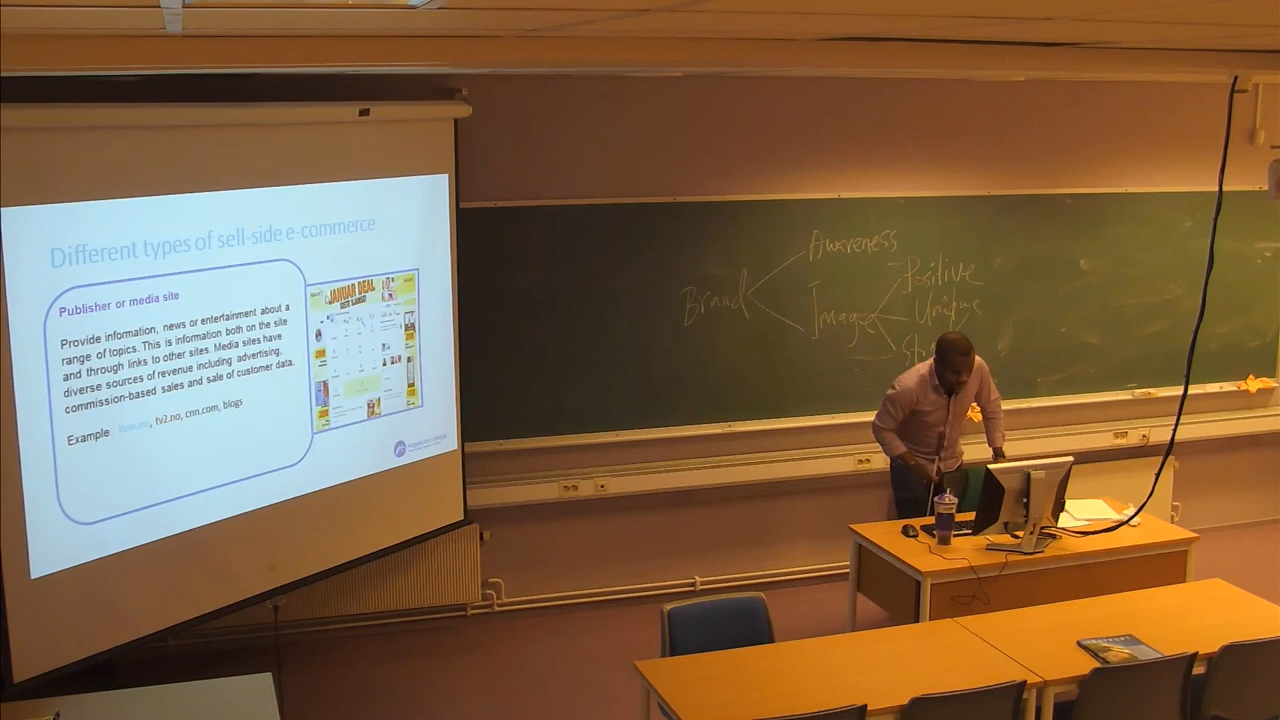 Different types of sell-side e-commerce
Publisher or media site
Provide information, news or entertainment about a
range of topics. This is information both on the site
and through links to other sites. Media sites have
diverse sources of revenue including advertising,
commission-based sales and sale of customer data.
Example: , tv2.no, cnn.com, blogs
JANUAR DEAL
Awareness
Brand
Image
Positive
Unique